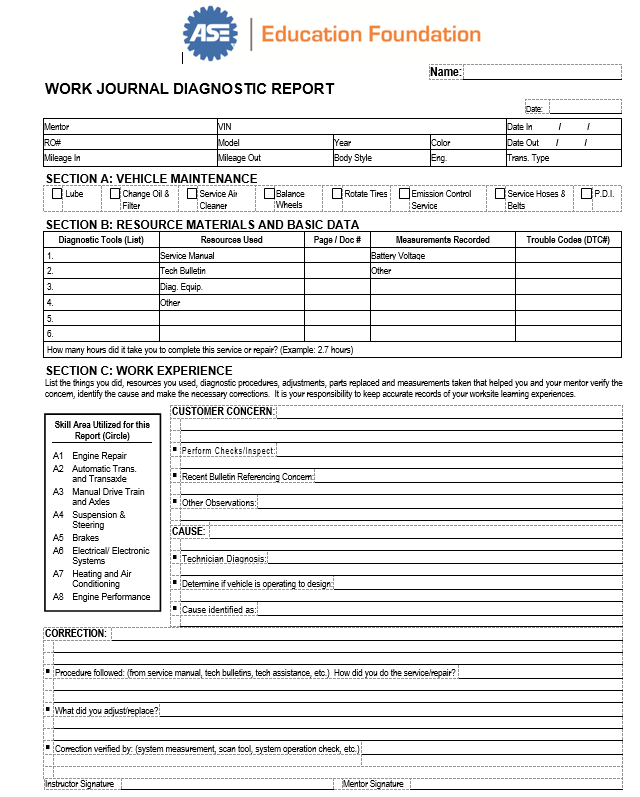 ASE Education Foundation
Name:
WORK JOURNAL DIAGNOSTIC REPORT
Date:
Mentor VIN Date In / /
RO# Model Year Color Date Out / /
Mileage In Mileage Out Body Style Eng. Trans. Type
SECTION A: VEHICLE MAINTENANCE
Lube Change Oil & Filter Service Air Cleaner Balance Wheels Rotate Tires Emission Control Service Service Hoses & Belts P.D.I.
SECTION B: RESOURCE MATERIALS AND BASIC DATA
Diagnostic Tools (List) Resources Used Page / Doc # Measurements Recorded Trouble Codes (DTC#)
1. Service Manual Battery Voltage
2. Tech Bulletin Other
3. Diag. Equip.
4. Other
5.
6.
How many hours did it take you to complete this service or repair? (Example: 2.7 hours)
SECTION C: WORK EXPERIENCE
List the things you did, resources you used, diagnostic procedures, adjustments, parts replaced and measurements taken that helped you and your mentor verify the
concern, identify the cause and make the necessary corrections. It is your responsibility to keep accurate records of your worksite learning experiences.
Skill Area Utilized for this
Report (Circle)
A1 Engine Repair
A2 Automatic Trans.
and Transaxle
A3 Manual Drive Train
and Axles
A4 Suspension &
Steering
A5 Brakes
A6 Electrical/ Electronic
Systems
A7 Heating and Air
Conditioning
A8 Engine Performance
CUSTOMER CONCERN:
▪ Perform Checks/Inspect:
▪ Recent Bulletin Referencing Concern:
▪ Other Observations:
CAUSE:
▪ Technician Diagnosis:
▪ Determine if vehicle is operating to design:
▪ Cause identified as:
CORRECTION:
▪ Procedure followed: (from service manual, tech bulletins, tech assistance, etc.) How did you do the service/repair?
▪ What did you adjust/replace?
▪ Correction verified by: (system measurement, scan tool, system operation check, etc.)
Instructor Signature Mentor Signature